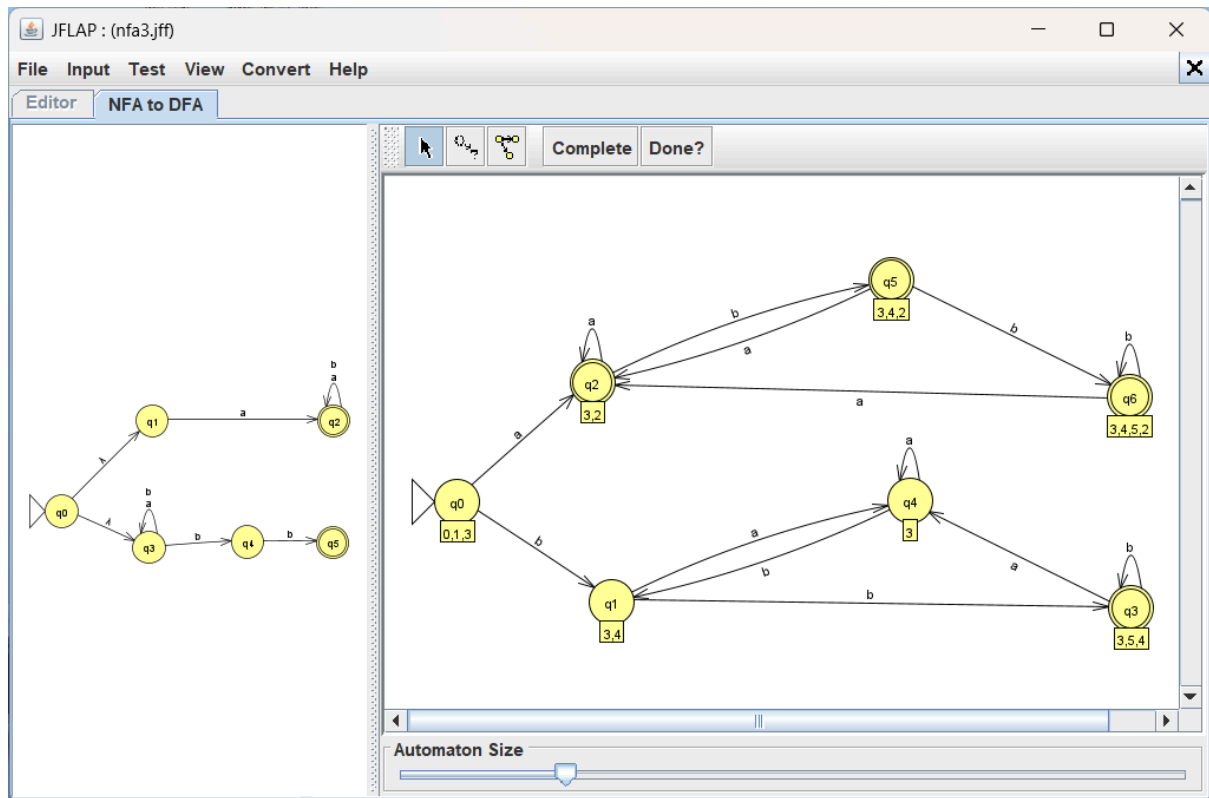 JFLAP : (nfa3.jff)
File Input Test View Convert Help
Editor NFA to DFA
Complete Done?
b
a
q1
a
q2
λ
q0
λ
b
a
q3
b
q4
b
q5
q5
3,4,2
a
b
a
b
b
q2
3,2
a
q6
3,4,5,2
a
a
q0
0,1,3
q4
3
b
a
b
a
b
q1
3,4
b
q3
3,5,4
Automaton Size